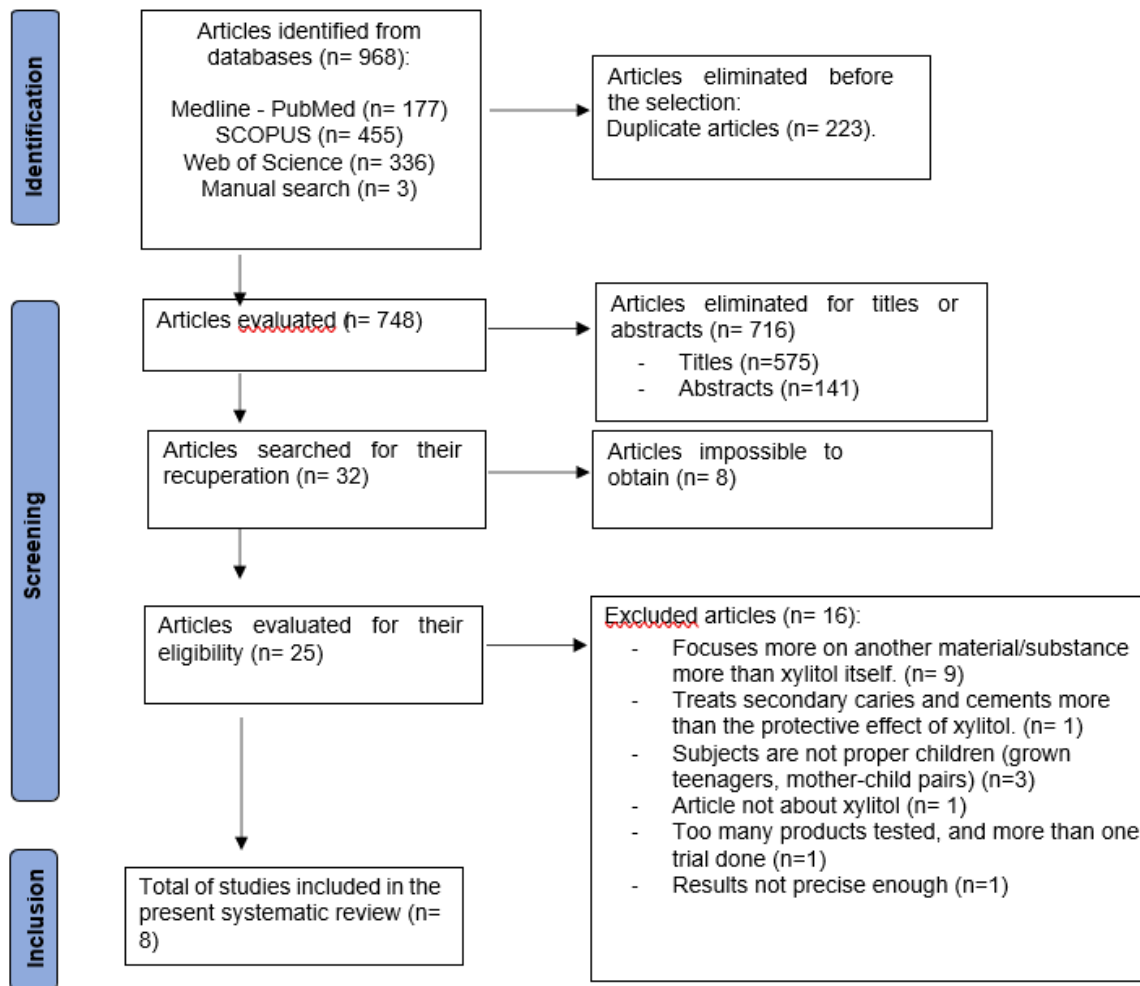 Identification
Articles identified from
databases (n= 968):
Medline - PubMed (n= 177)
SCOPUS (n= 455)
Web of Science (n= 336)
Manual search (n= 3)
Articles eliminated before
the selection:
Duplicate articles (n= 223).
Screening
Articles evaluated (n= 748)
Articles eliminated for titles or
abstracts (n= 716)
- Titles (n=575)
- Abstracts (n=141)
Articles searched for their
recuperation (n= 32)
Articles impossible to
obtain (n= 8)
Articles evaluated for their
eligibility (n= 25)
Excluded articles (n= 16):
- Focuses more on another material/substance
more than xylitol itself. (n= 9)
- Treats secondary caries and cements more
than the protective effect of xylitol. (n= 1)
- Subjects are not proper children (grown
teenagers, mother-child pairs) (n=3)
- Article not about xylitol (n= 1)
- Too many products tested, and more than one
trial done (n=1)
- Results not precise enough (n=1)
Inclusion
Total of studies included in the
present systematic review (n=
8)